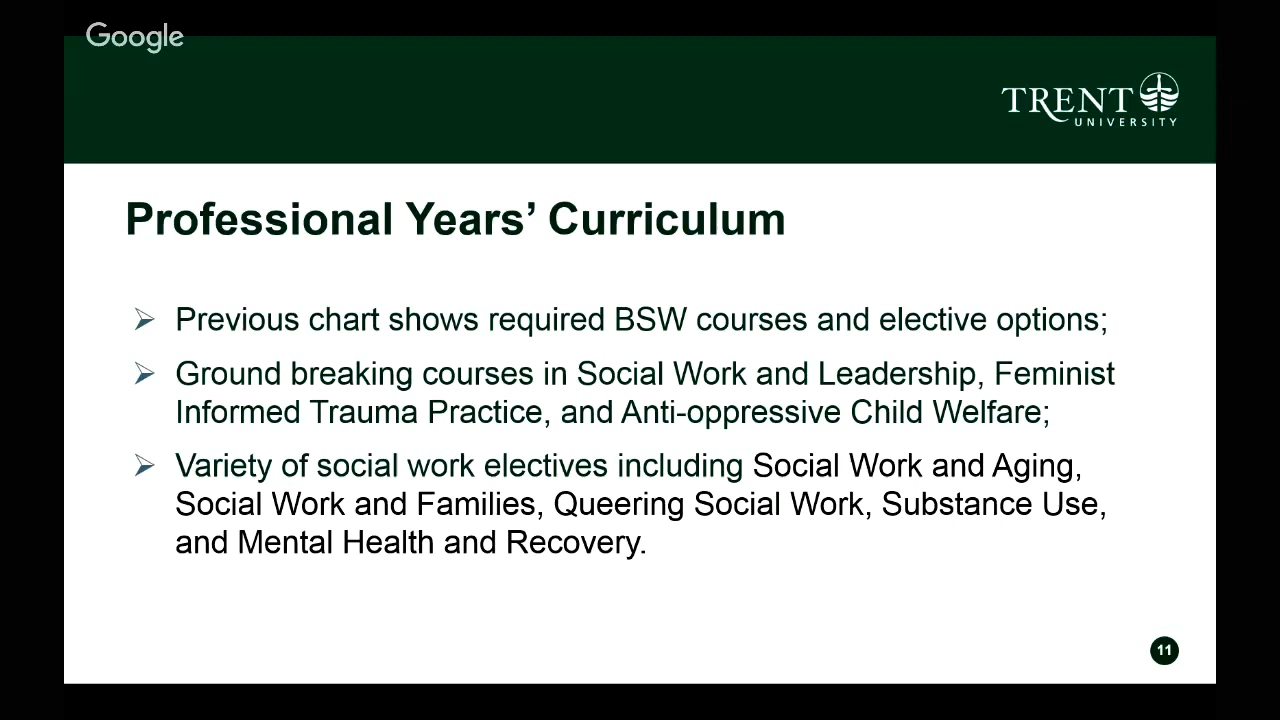 Google
TRENT
UNIVERSITY
Professional Years’ Curriculum
➢ Previous chart shows required BSW courses and elective options;
➢ Ground breaking courses in Social Work and Leadership, Feminist
Informed Trauma Practice, and Anti-oppressive Child Welfare;
➢ Variety of social work electives including Social Work and Aging,
Social Work and Families, Queering Social Work, Substance Use,
and Mental Health and Recovery.
11